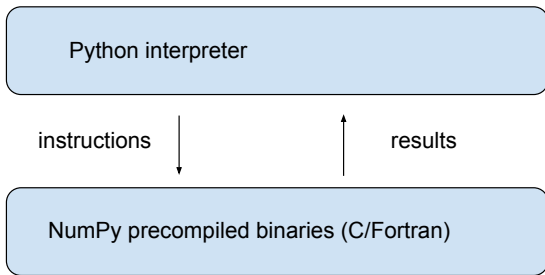 Python interpreter
instructions
results
NumPy precompiled binaries (C/Fortran)